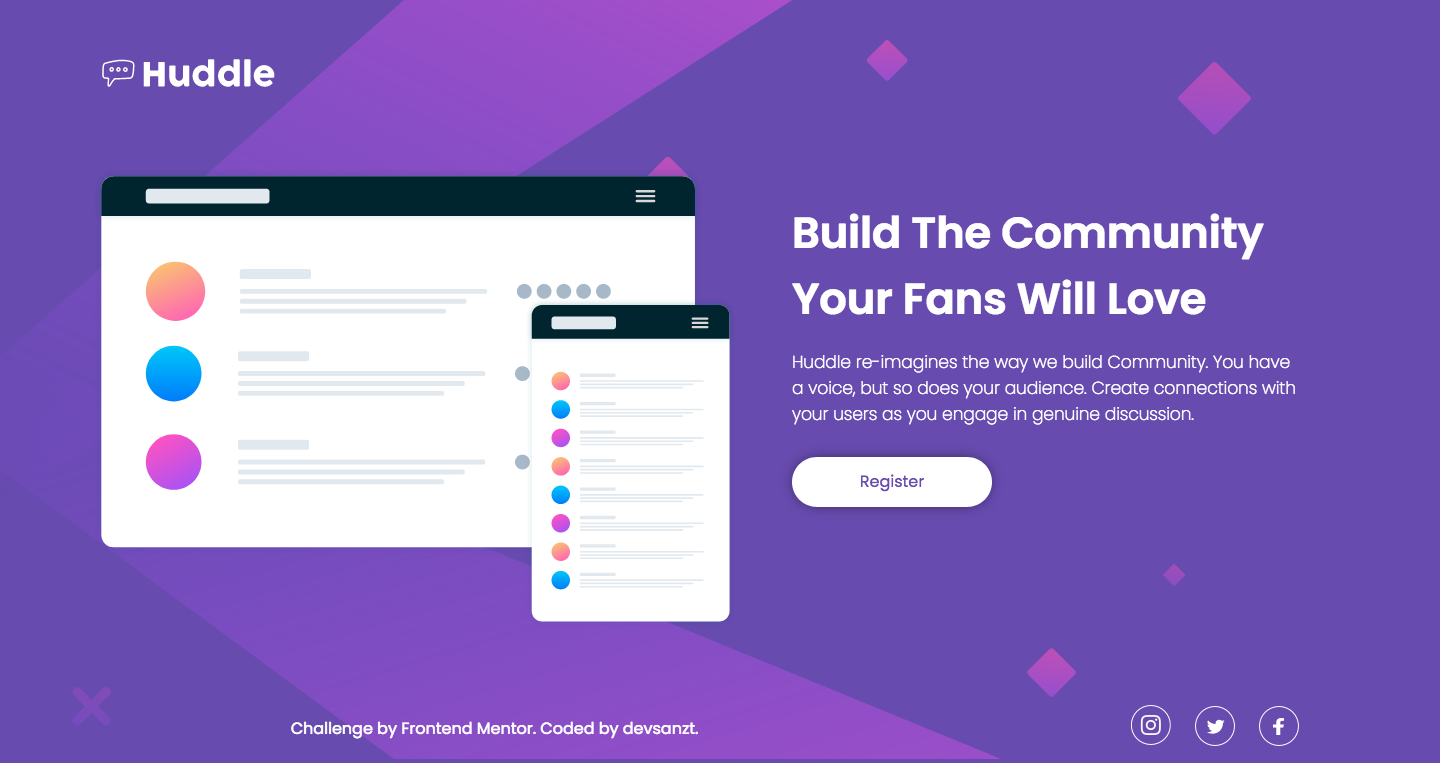 Huddle
Build The Community
Your Fans Will Love
Huddle re-imagines the way we build Community. You have
a voice, but so does your audience. Create connections with
your users as you engage in genuine discussion.
Register
Challenge by Frontend Mentor. Coded by devsanzt.